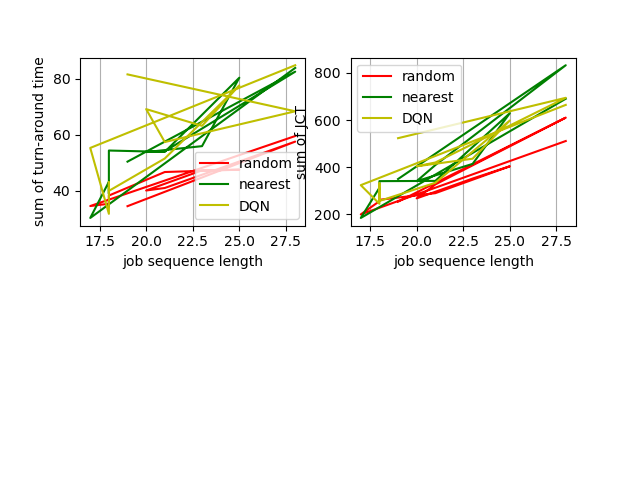 sum of turn-around time
80
60
40
17.5 20.0 22.5 25.0 27.5
job sequence length
random
nearest
DQN
sum of JCT
800
600
400
200
17.5 20.0 22.5 25.0 27.5
job sequence length
random
nearest
DQN